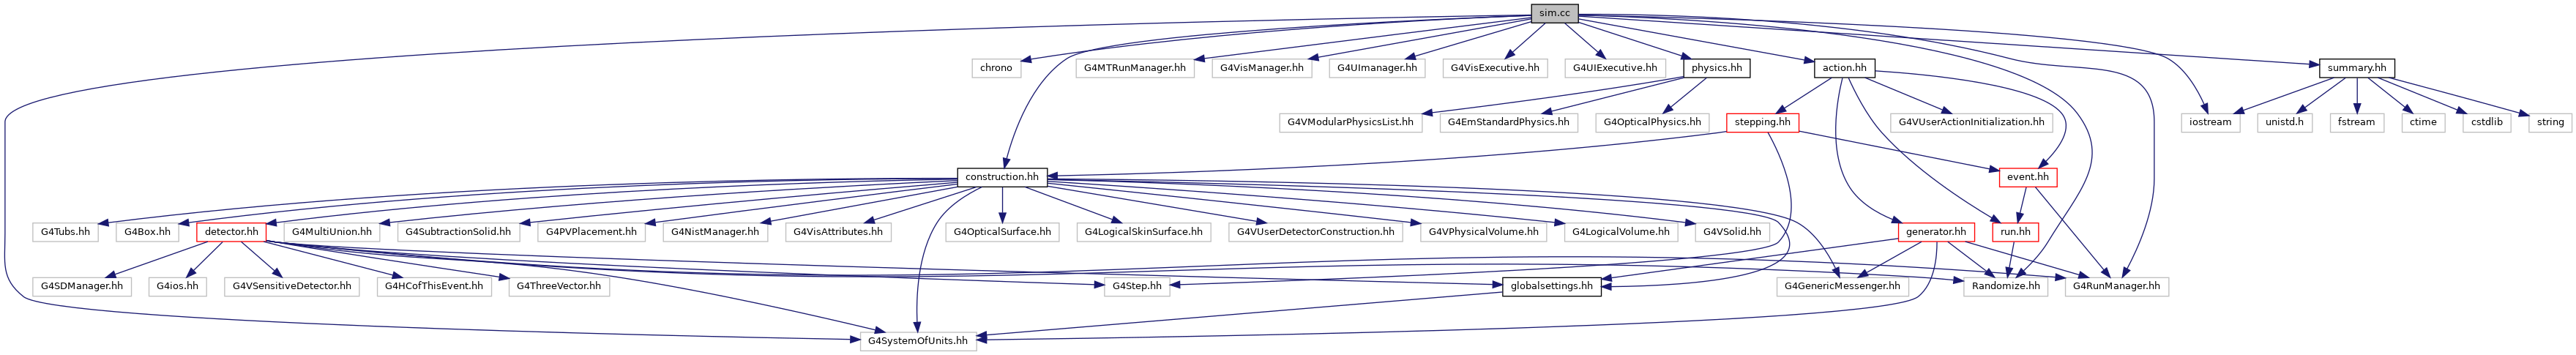 sim.cc
chrono
G4MTRunManager.hh
G4VisManager.hh
G4UImanager.hh
G4VisExecutive.hh
G4UIExecutive.hh
physics.hh
action.hh
summary.hh
G4VModularPhysicsList.hh
G4EmStandardPhysics.hh
G4OpticalPhysics.hh
stepping.hh
G4VUserActionInitialization.hh
iostream
unistd.h
fstream
ctime
cstdlib
string
construction.hh
event.hh
G4Tubs.hh
G4Box.hh
detector.hh
G4MultiUnion.hh
G4SubtractionSolid.hh
G4PVPlacement.hh
G4NistManager.hh
G4VisAttributes.hh
G4OpticalSurface.hh
G4LogicalSkinSurface.hh
G4VUserDetectorConstruction.hh
G4VPhysicalVolume.hh
G4LogicalVolume.hh
G4VSolid.hh
generator.hh
run.hh
G4SDManager.hh
G4ios.hh
G4VSensitiveDetector.hh
G4HCofThisEvent.hh
G4ThreeVector.hh
G4Step.hh
globalsettings.hh
G4GenericMessenger.hh
Randomize.hh
G4RunManager.hh
G4SystemOfUnits.hh